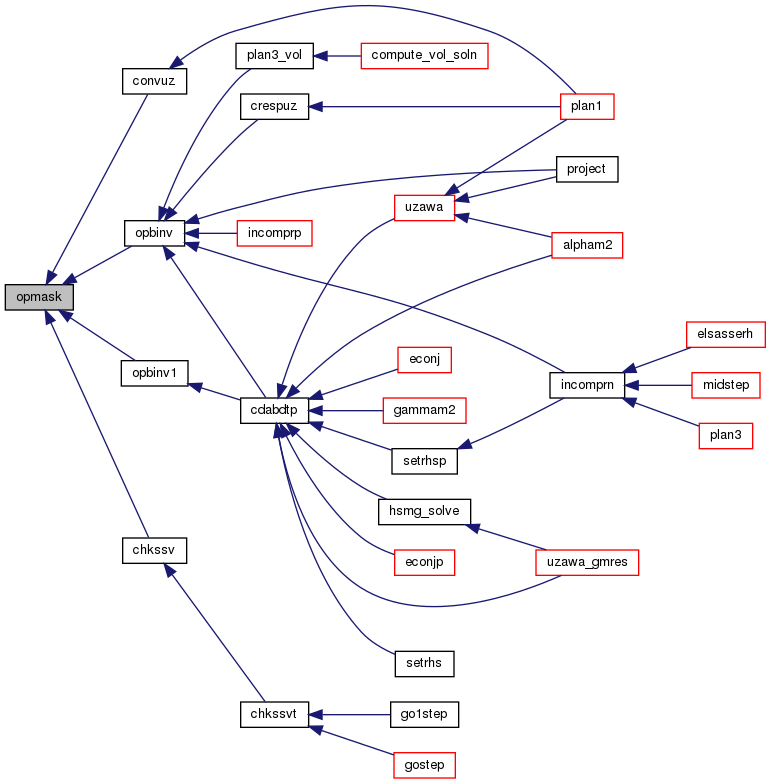 convuz
plan3_vol
compute_vol_soln
crespuz
plan1
project
uzawa
opbinv
incomprp
alpham2
opmask
elsasserh
econj
opbinv1
incomprn
midstep
cdabdtp
gammam2
plan3
setrhsp
hsmg_solve
chkssv
econjp
uzawa_gmres
setrhs
chkssvt
go1step
gostep